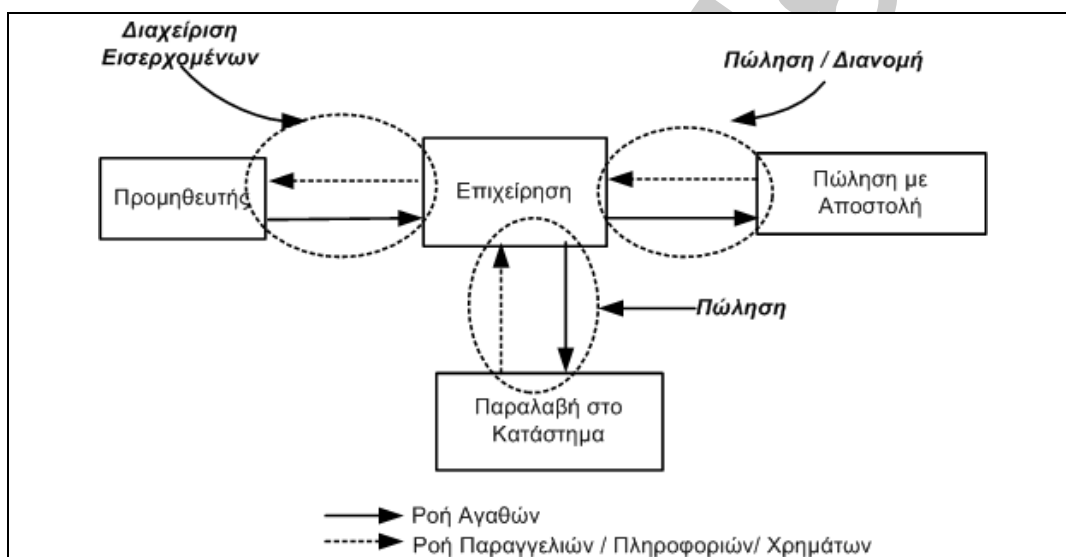 Διαχείριση
Εισερχομένων
Πώληση / Διανομή
Προμηθευτής
Επιχείρηση
Πώληση με
Αποστολή
Πώληση
Παραλαβή στο
Κατάστημα
Ροή Αγαθών
Ροή Παραγγελιών / Πληροφοριών/ Χρημάτων